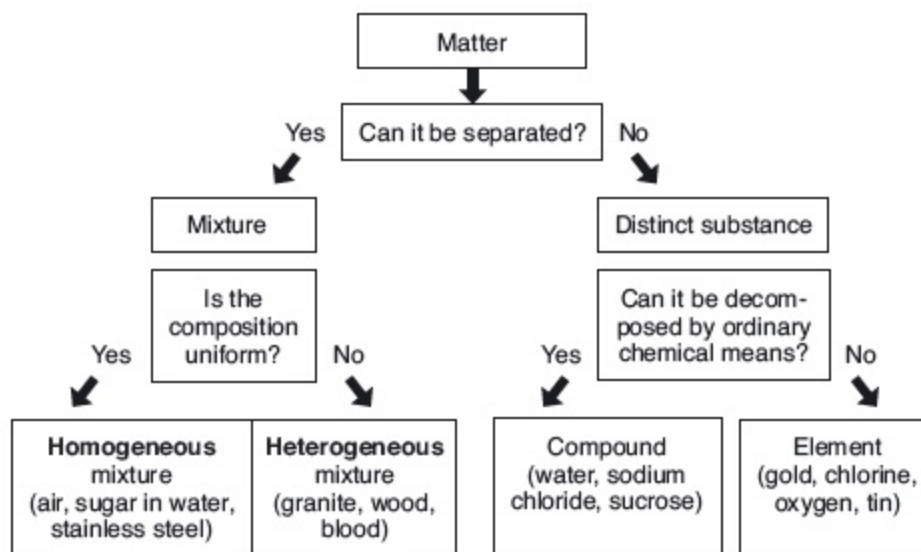 Matter
Yes
Can it be separated?
No
Mixture
Distinct substance
Is the
composition
uniform?
Yes
No
Can it be decom-
posed by ordinary
chemical means?
Yes
No
Homogeneous
mixture
(air, sugar in water,
stainless steel)
Heterogeneous
mixture
(granite, wood,
blood)
Compound
(water, sodium
chloride, sucrose)
Element
(gold, chlorine,
oxygen, tin)